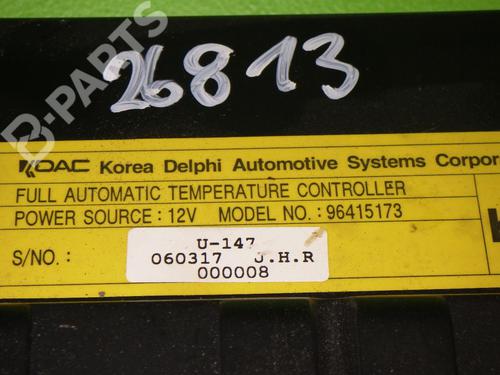 26813
B-PARTS
KDAC Korea Delphi Automotive Systems Corpor
FULL AUTOMATIC TEMPERATURE CONTROLLER
POWER SOURCE : 12V MODEL NO. : 96415173
S/NO. :
U-147
060317 J.H.R
000008